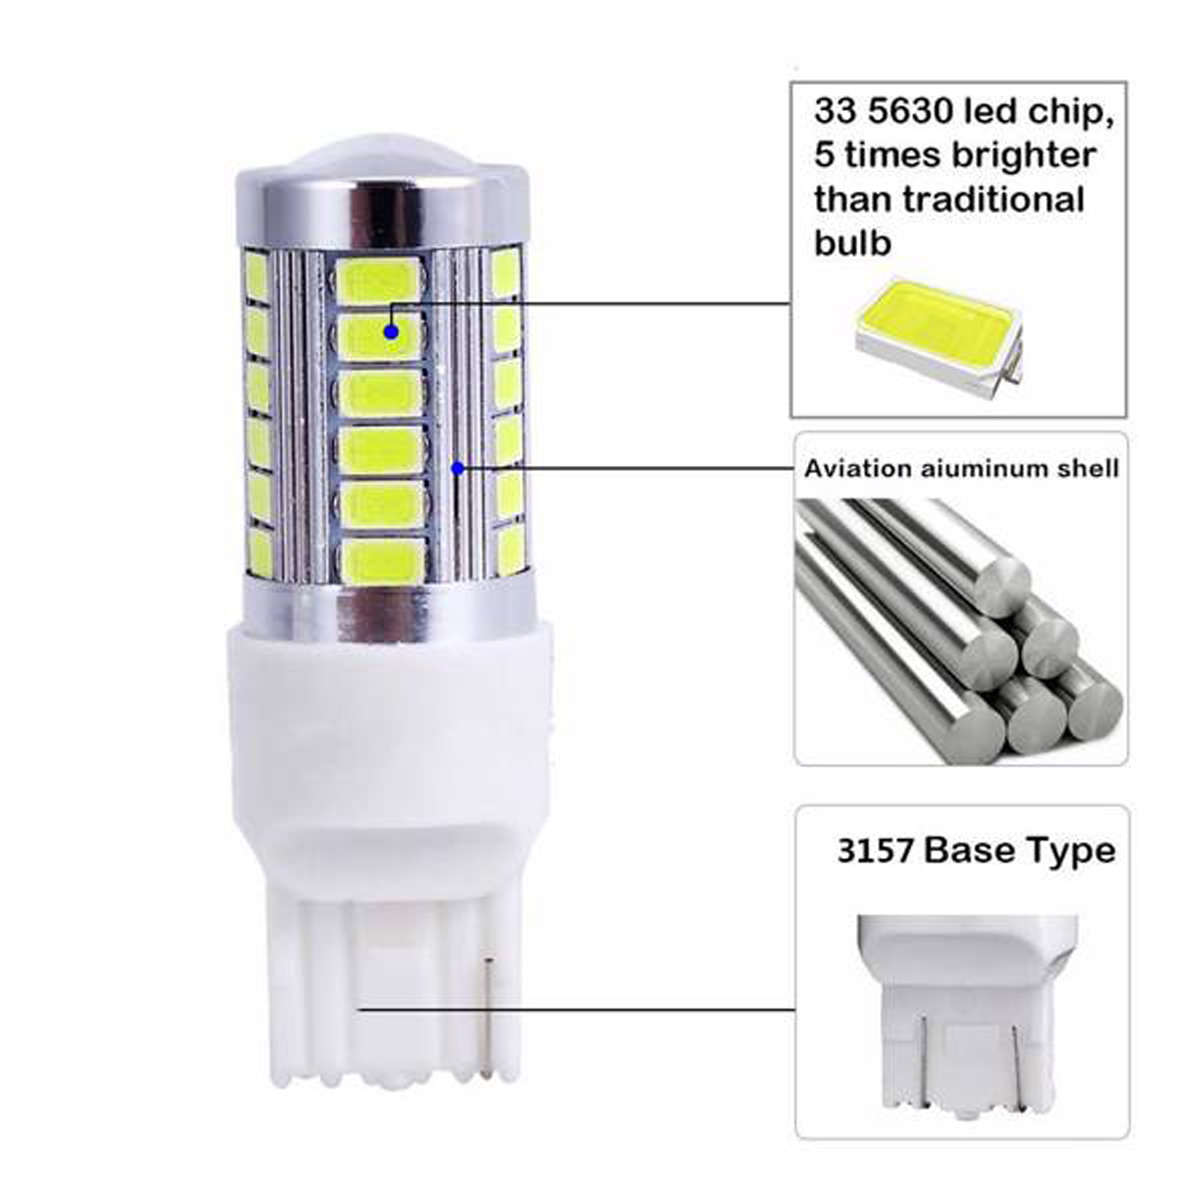 33 5630 led chip,
5 times brighter
than traditional
bulb
Aviation aiuminum shell
3157 Base Type